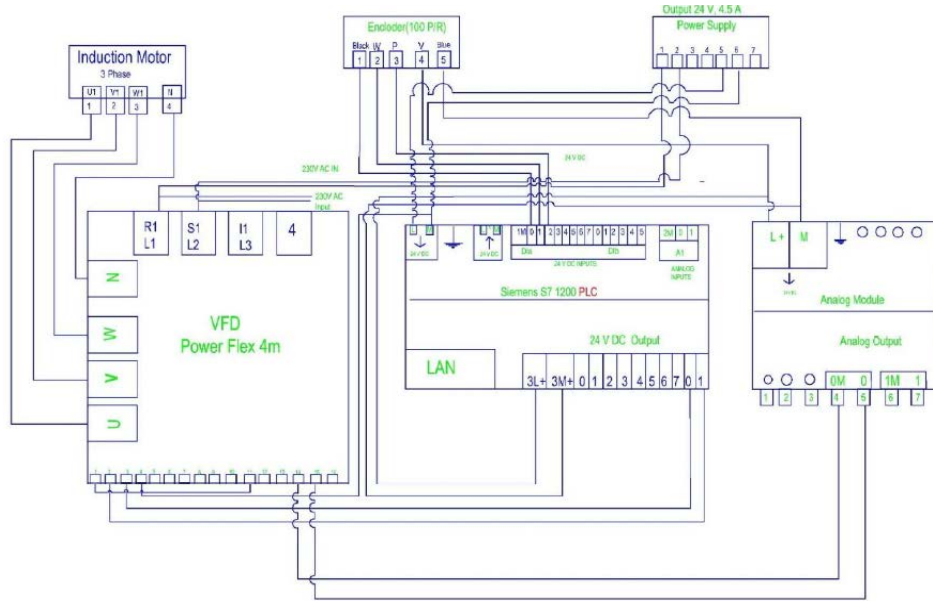 Output 24 V, 4.5 A
Power Supply
1 2 3 4 5 6 7
Encloder(100 P/R)
Black W P V Blue
1 2 3 4 5
Induction Motor
3 Phase
U1 V1 W1 N
1 2 3 4
24 V DC
230V AC IN
230V AC
Input
R1 S1 I1 4
L1 L2 L3
N
W
V
U
VFD
Power Flex 4m
L M L M 1M 0 1 2 3 4 5 6 7 0 1 2 3 4 5 2M 0 1
24 V DC 24 V DC Dia Dib A1
24 V DC INPUTS
ANALOG
INPUTS
Siemens S7 1200 PLC
24 V DC Output
LAN
3L+ 3M+ 0 1 2 3 4 5 6 7 0 1
L+ M
Analog Module
Analog Output
0M 0 1M 1
1 2 3 4 5 6 7